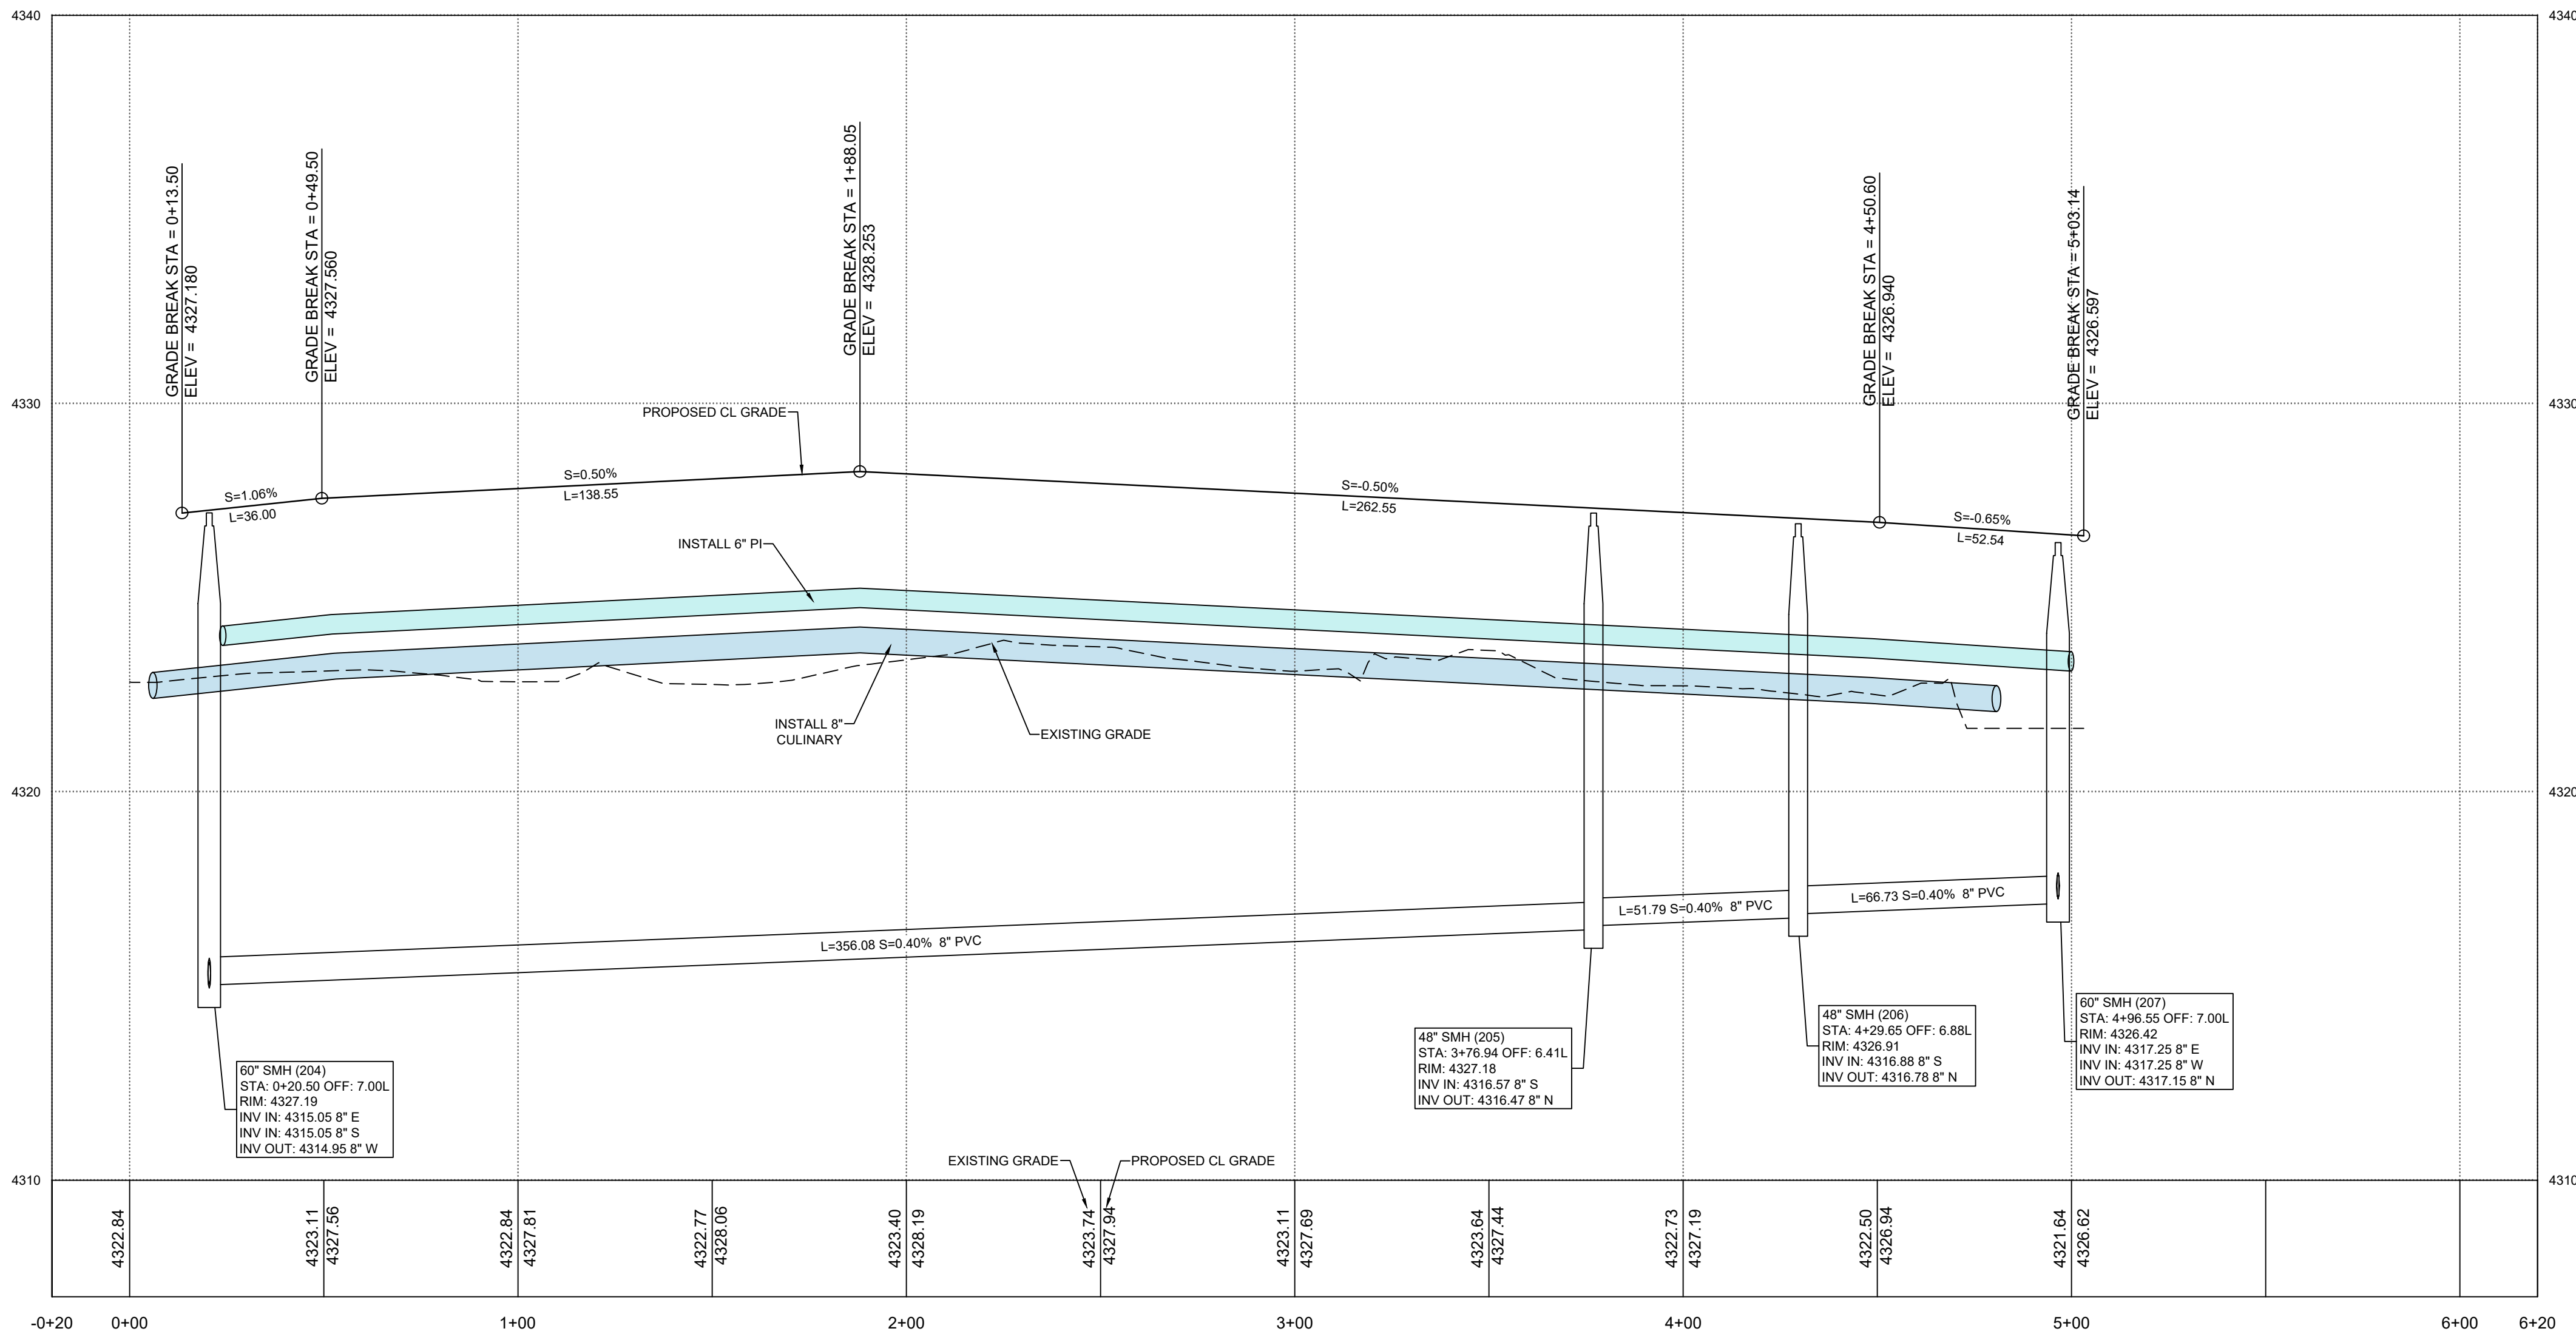 4340
4340
GRADE BREAK STA = 0+13.50
ELEV = 4327.180
GRADE BREAK STA = 0+49.50
ELEV = 4327.560
GRADE BREAK STA = 1+88.05
ELEV = 4328.253
GRADE BREAK STA = 4+50.60
ELEV = 4326.940
GRADE BREAK STA = 5+03.14
ELEV = 4326.597
4330
4330
PROPOSED CL GRADE
S=1.06%
L=36.00
S=0.50%
L=138.55
S=-0.50%
L=262.55
S=-0.65%
L=52.54
INSTALL 6" PI
INSTALL 8"
CULINARY
EXISTING GRADE
4320
4320
L=356.08 S=0.40% 8" PVC
L=51.79 S=0.40% 8" PVC
L=66.73 S=0.40% 8" PVC
60" SMH (204)
STA: 0+20.50 OFF: 7.00L
RIM: 4327.19
INV IN: 4315.05 8" E
INV IN: 4315.05 8" S
INV OUT: 4314.95 8" W
48" SMH (205)
STA: 3+76.94 OFF: 6.41L
RIM: 4327.18
INV IN: 4316.57 8" S
INV OUT: 4316.47 8" N
48" SMH (206)
STA: 4+29.65 OFF: 6.88L
RIM: 4326.91
INV IN: 4316.88 8" S
INV OUT: 4316.78 8" N
60" SMH (207)
STA: 4+96.55 OFF: 7.00L
RIM: 4326.42
INV IN: 4317.25 8" E
INV IN: 4317.25 8" W
INV OUT: 4317.15 8" N
EXISTING GRADE
PROPOSED CL GRADE
4310
4310
4322.84
4323.11
4327.56
4322.84
4327.81
4322.77
4328.06
4323.40
4328.19
4323.74
4327.94
4323.11
4327.69
4323.64
4327.44
4322.73
4327.19
4322.50
4326.94
4321.64
4326.62
-0+20
0+00
1+00
2+00
3+00
4+00
5+00
6+00
6+20